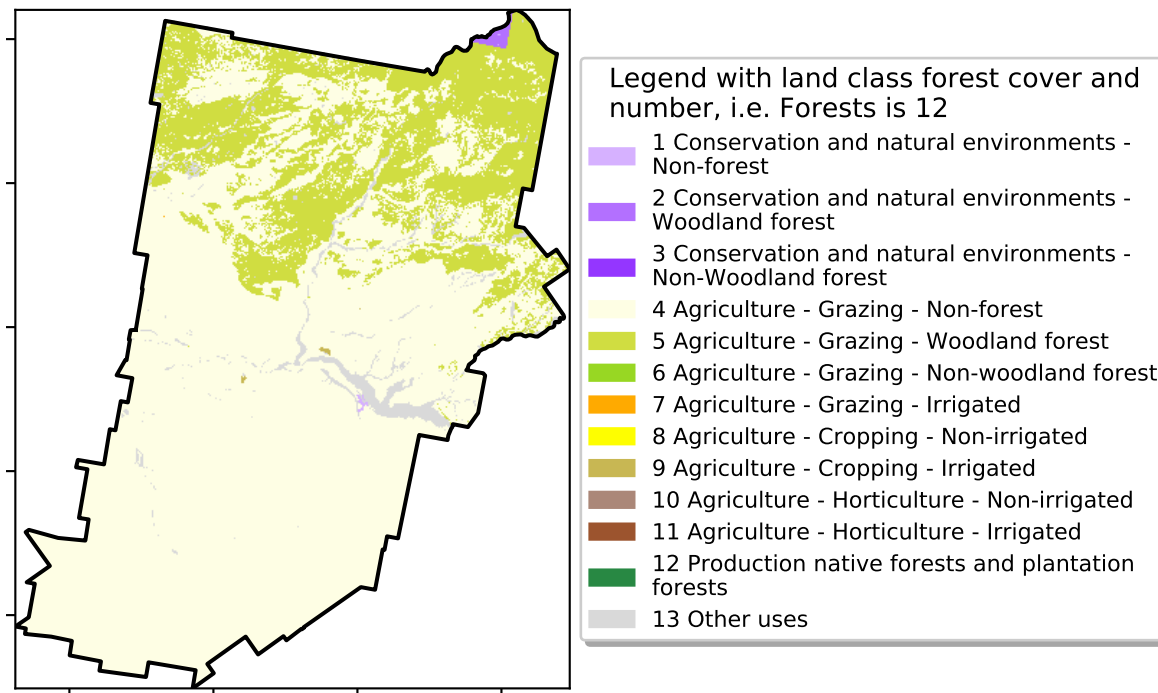 Legend with land class forest cover and
number, i.e. Forests is 12
1 Conservation and natural environments -
Non-forest
2 Conservation and natural environments -
Woodland forest
3 Conservation and natural environments -
Non-Woodland forest
4 Agriculture - Grazing - Non-forest
5 Agriculture - Grazing - Woodland forest
6 Agriculture - Grazing - Non-woodland forest
7 Agriculture - Grazing - Irrigated
8 Agriculture - Cropping - Non-irrigated
9 Agriculture - Cropping - Irrigated
10 Agriculture - Horticulture - Non-irrigated
11 Agriculture - Horticulture - Irrigated
12 Production native forests and plantation
forests
13 Other uses